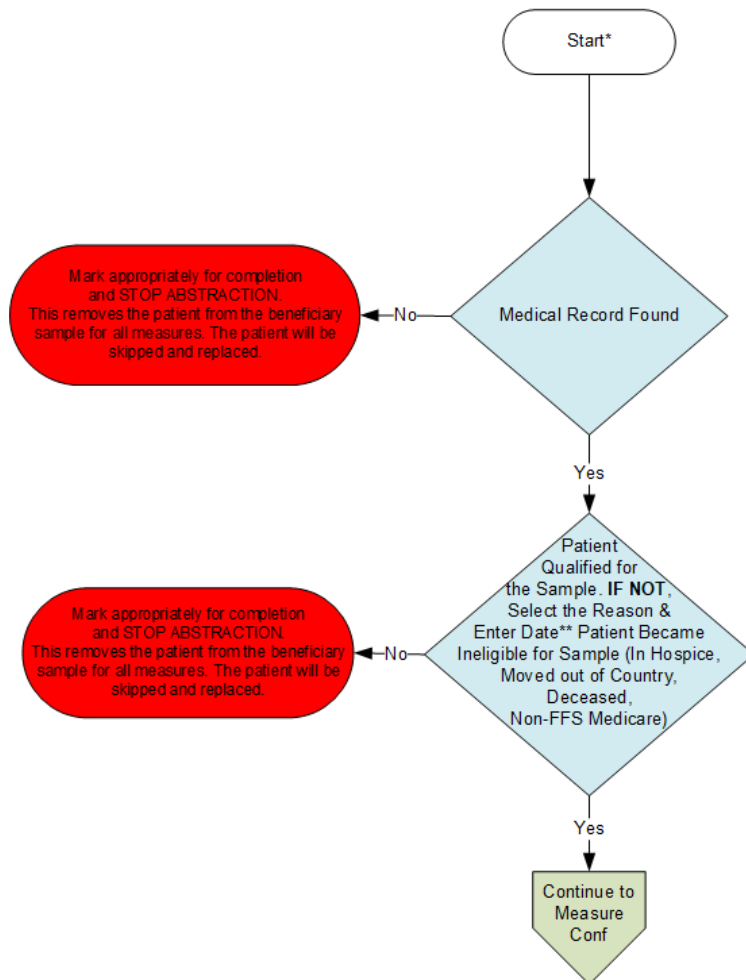 Start*
Medical Record Found
No
Mark appropriately for completion
and STOP ABSTRACTION.
This removes the patient from the beneficiary
sample for all measures. The patient will be
skipped and replaced.
Yes
Patient
Qualified for
the Sample. IF NOT,
Select the Reason &
Enter Date** Patient Became
Ineligible for Sample (In Hospice,
Moved out of Country,
Deceased,
Non-FFS Medicare)
No
Mark appropriately for completion
and STOP ABSTRACTION.
This removes the patient from the beneficiary
sample for all measures. The patient will be
skipped and replaced.
Yes
Continue to
Measure
Conf